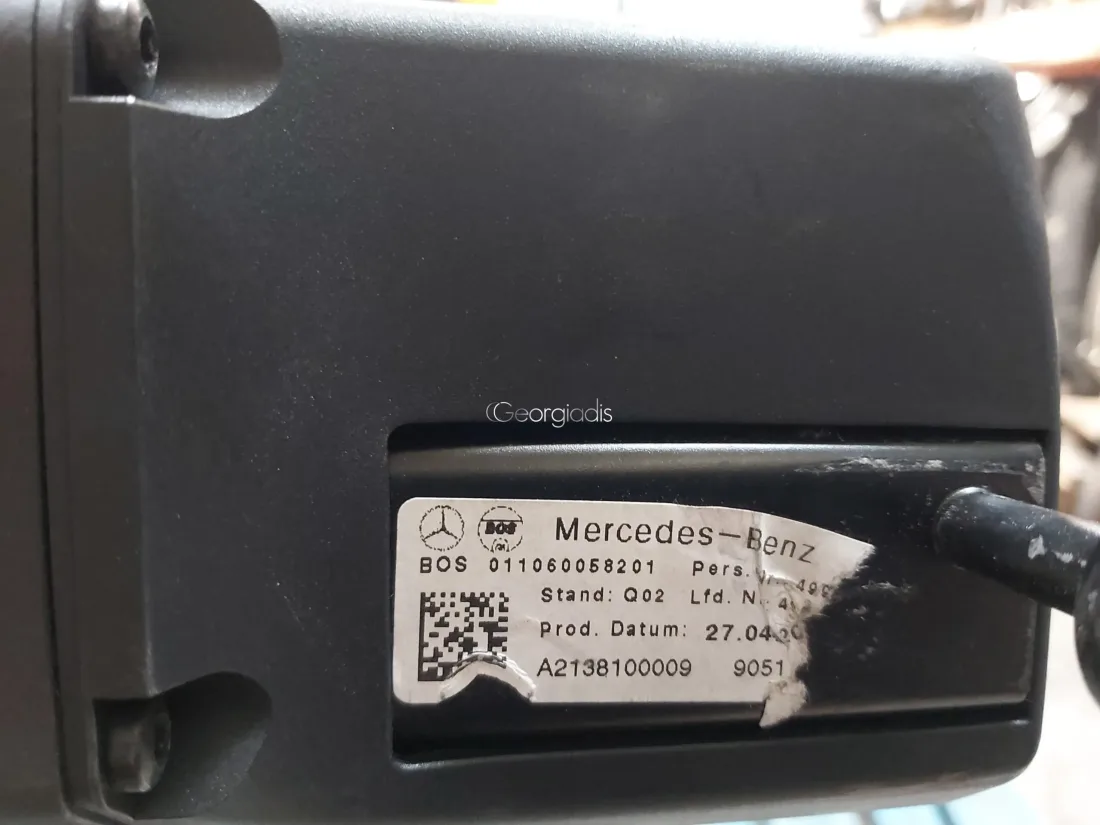 Georgiadis
BOS
Mercedes-Benz
BOS 011060058201 Pers.
Stand: Q02 Lfd.
Prod. Datum: 27.04.
A2138100009 9051